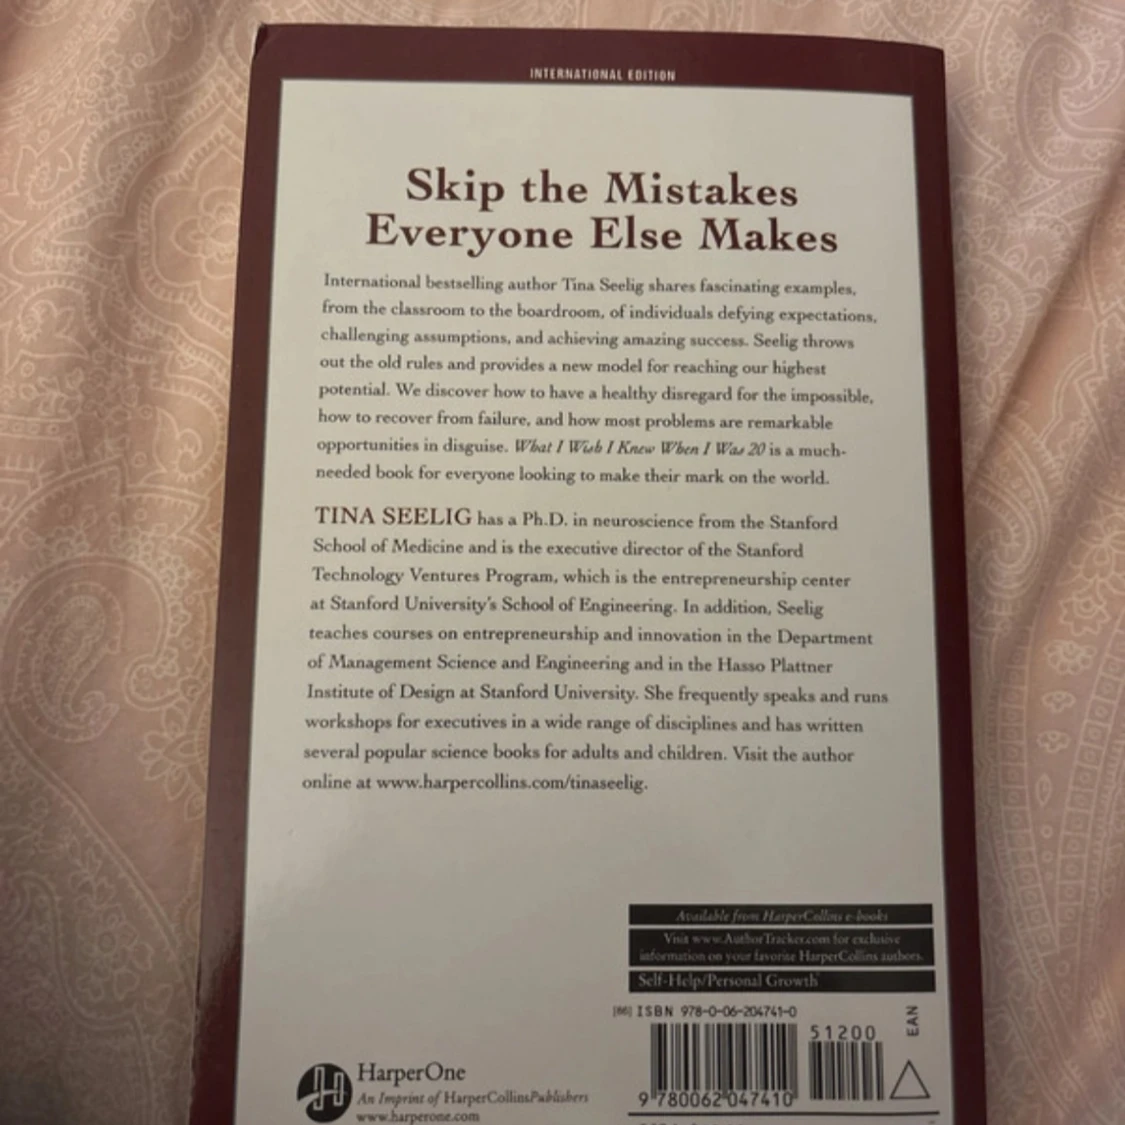 INTERNATIONAL EDITION
Skip the Mistakes
Everyone Else Makes
International bestselling author Tina Seelig shares fascinating examples,
from the classroom to the boardroom, of individuals defying expectations,
challenging assumptions, and achieving amazing success. Seelig throws
out the old rules and provides a new model for reaching our highest
potential. We discover how to have a healthy disregard for the impossible,
how to recover from failure, and how most problems are remarkable
opportunities in disguise. What I Wish I Knew When I Was 20 is a much-
needed book for everyone looking to make their mark on the world.
TINA SEELIG has a Ph.D. in neuroscience from the Stanford
School of Medicine and is the executive director of the Stanford
Technology Ventures Program, which is the entrepreneurship center
at Stanford University's School of Engineering. In addition, Seelig
teaches courses on entrepreneurship and innovation in the Department
of Management Science and Engineering and in the Hasso Plattner
Institute of Design at Stanford University. She frequently speaks and runs
workshops for executives in a wide range of disciplines and has written
several popular science books for adults and children. Visit the author
online at www.harpercollins.com/tinaseelig.
Available from HarperCollins e-books
Visit www.AuthorTracker.com for exclusive
information on your favorite HarperCollins authors.
Self-Help/Personal Growth
ISBN 978-0-06-204741-0
51200
EAN
9 780062 047410
HarperOne
An Imprint of HarperCollinsPublishers
www.harperone.com